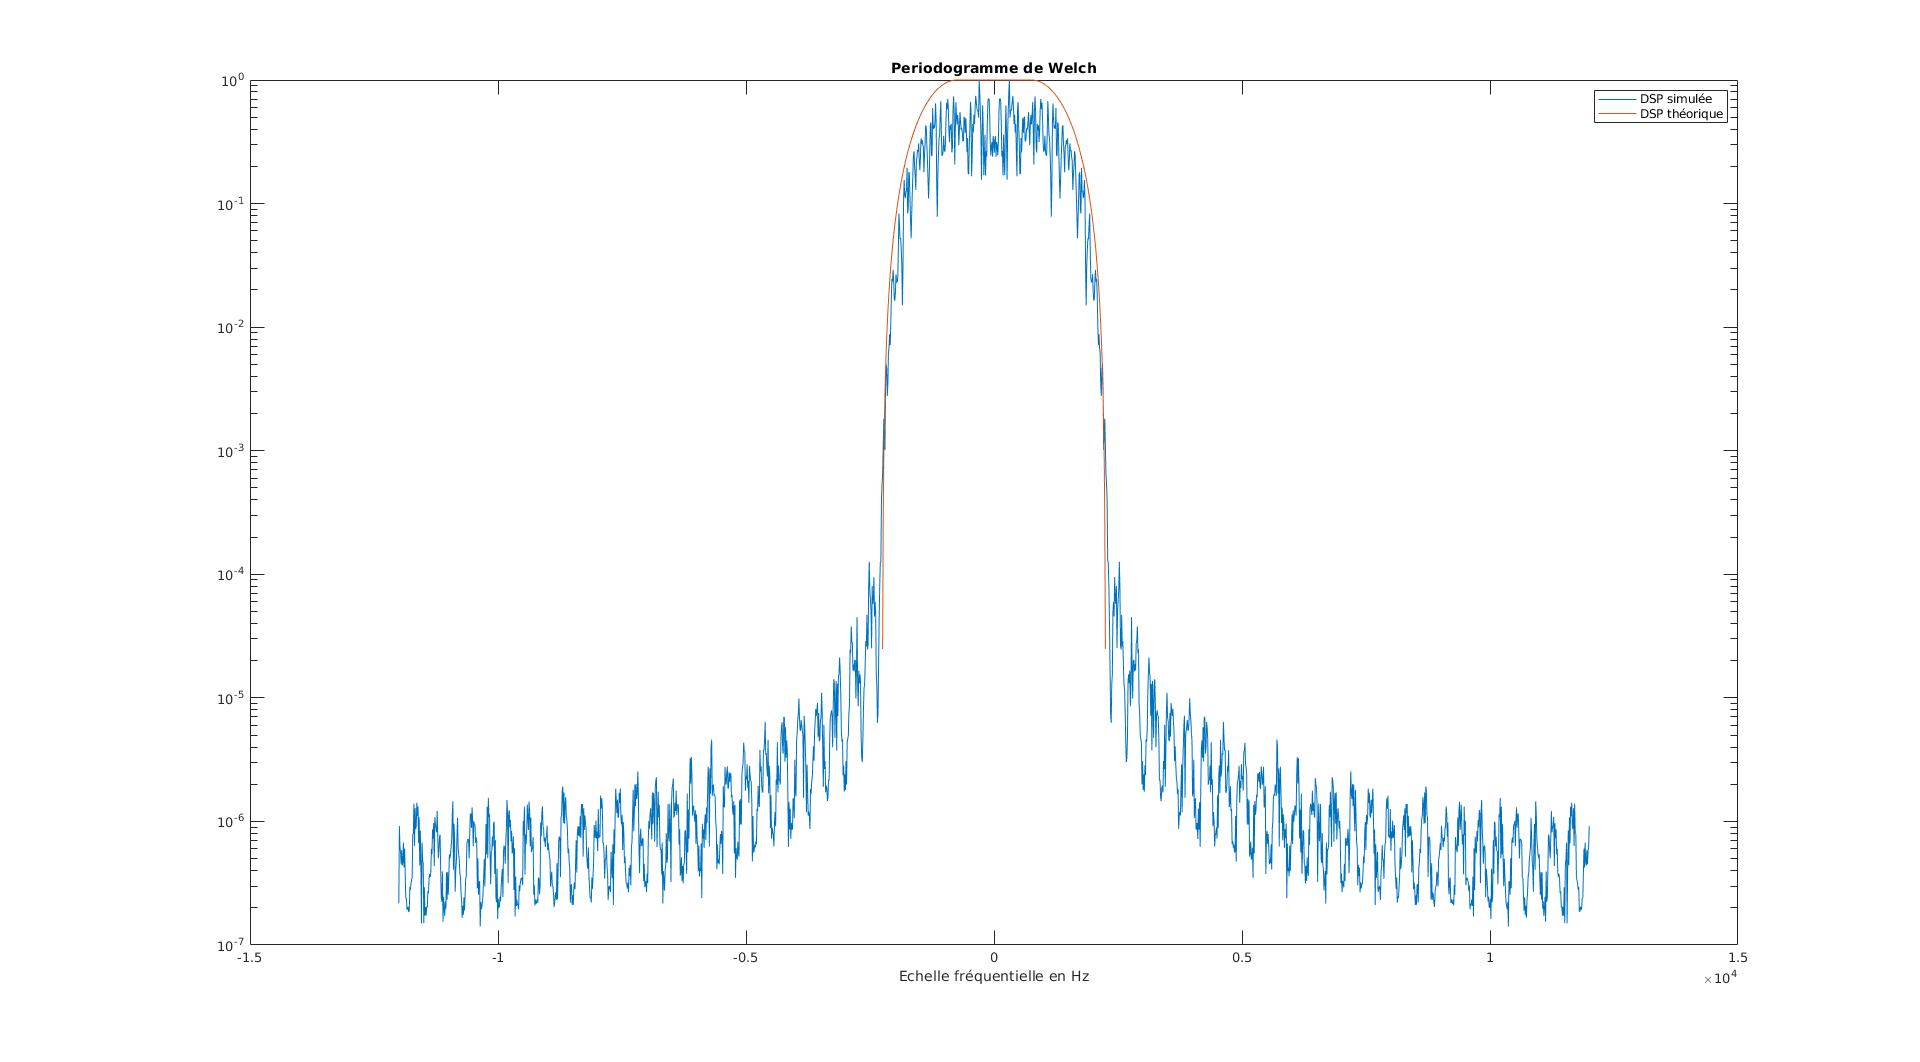 Periodogramme de Welch
DSP simulée
DSP théorique
10^0
10^-1
10^-2
10^-3
10^-4
10^-5
10^-6
10^-7
-1.5 -1 -0.5 0 0.5 1 1.5
Echelle fréquentielle en Hz
×10^4